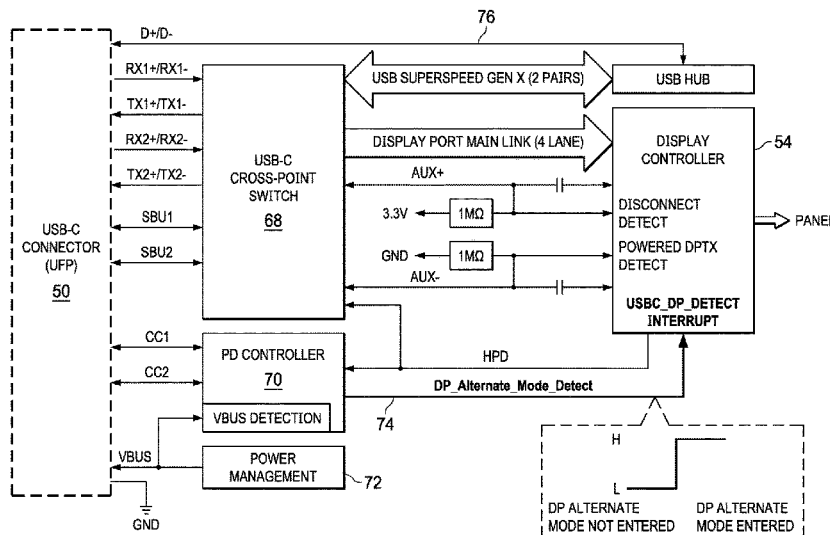 76
D+/D-
RX1+/RX1-
TX1+/TX1-
RX2+/RX2-
TX2+/TX2-
SBU1
SBU2
USB-C
CONNECTOR
(UFP)
50
USB-C
CROSS-POINT
SWITCH
68
USB SUPERSPEED GEN X (2 PAIRS)
USB HUB
DISPLAY PORT MAIN LINK (4 LANE)
DISPLAY
CONTROLLER
54
AUX+
3.3V
1MΩ
DISCONNECT
DETECT
PANEL
GND
1MΩ
POWERED DPTX
DETECT
AUX-
USBC_DP_DETECT
INTERRUPT
CC1
CC2
PD CONTROLLER
70
VBUS DETECTION
HPD
DP_Alternate_Mode_Detect
74
VBUS
POWER
MANAGEMENT
72
GND
H
L
DP ALTERNATE
MODE NOT ENTERED
DP ALTERNATE
MODE ENTERED